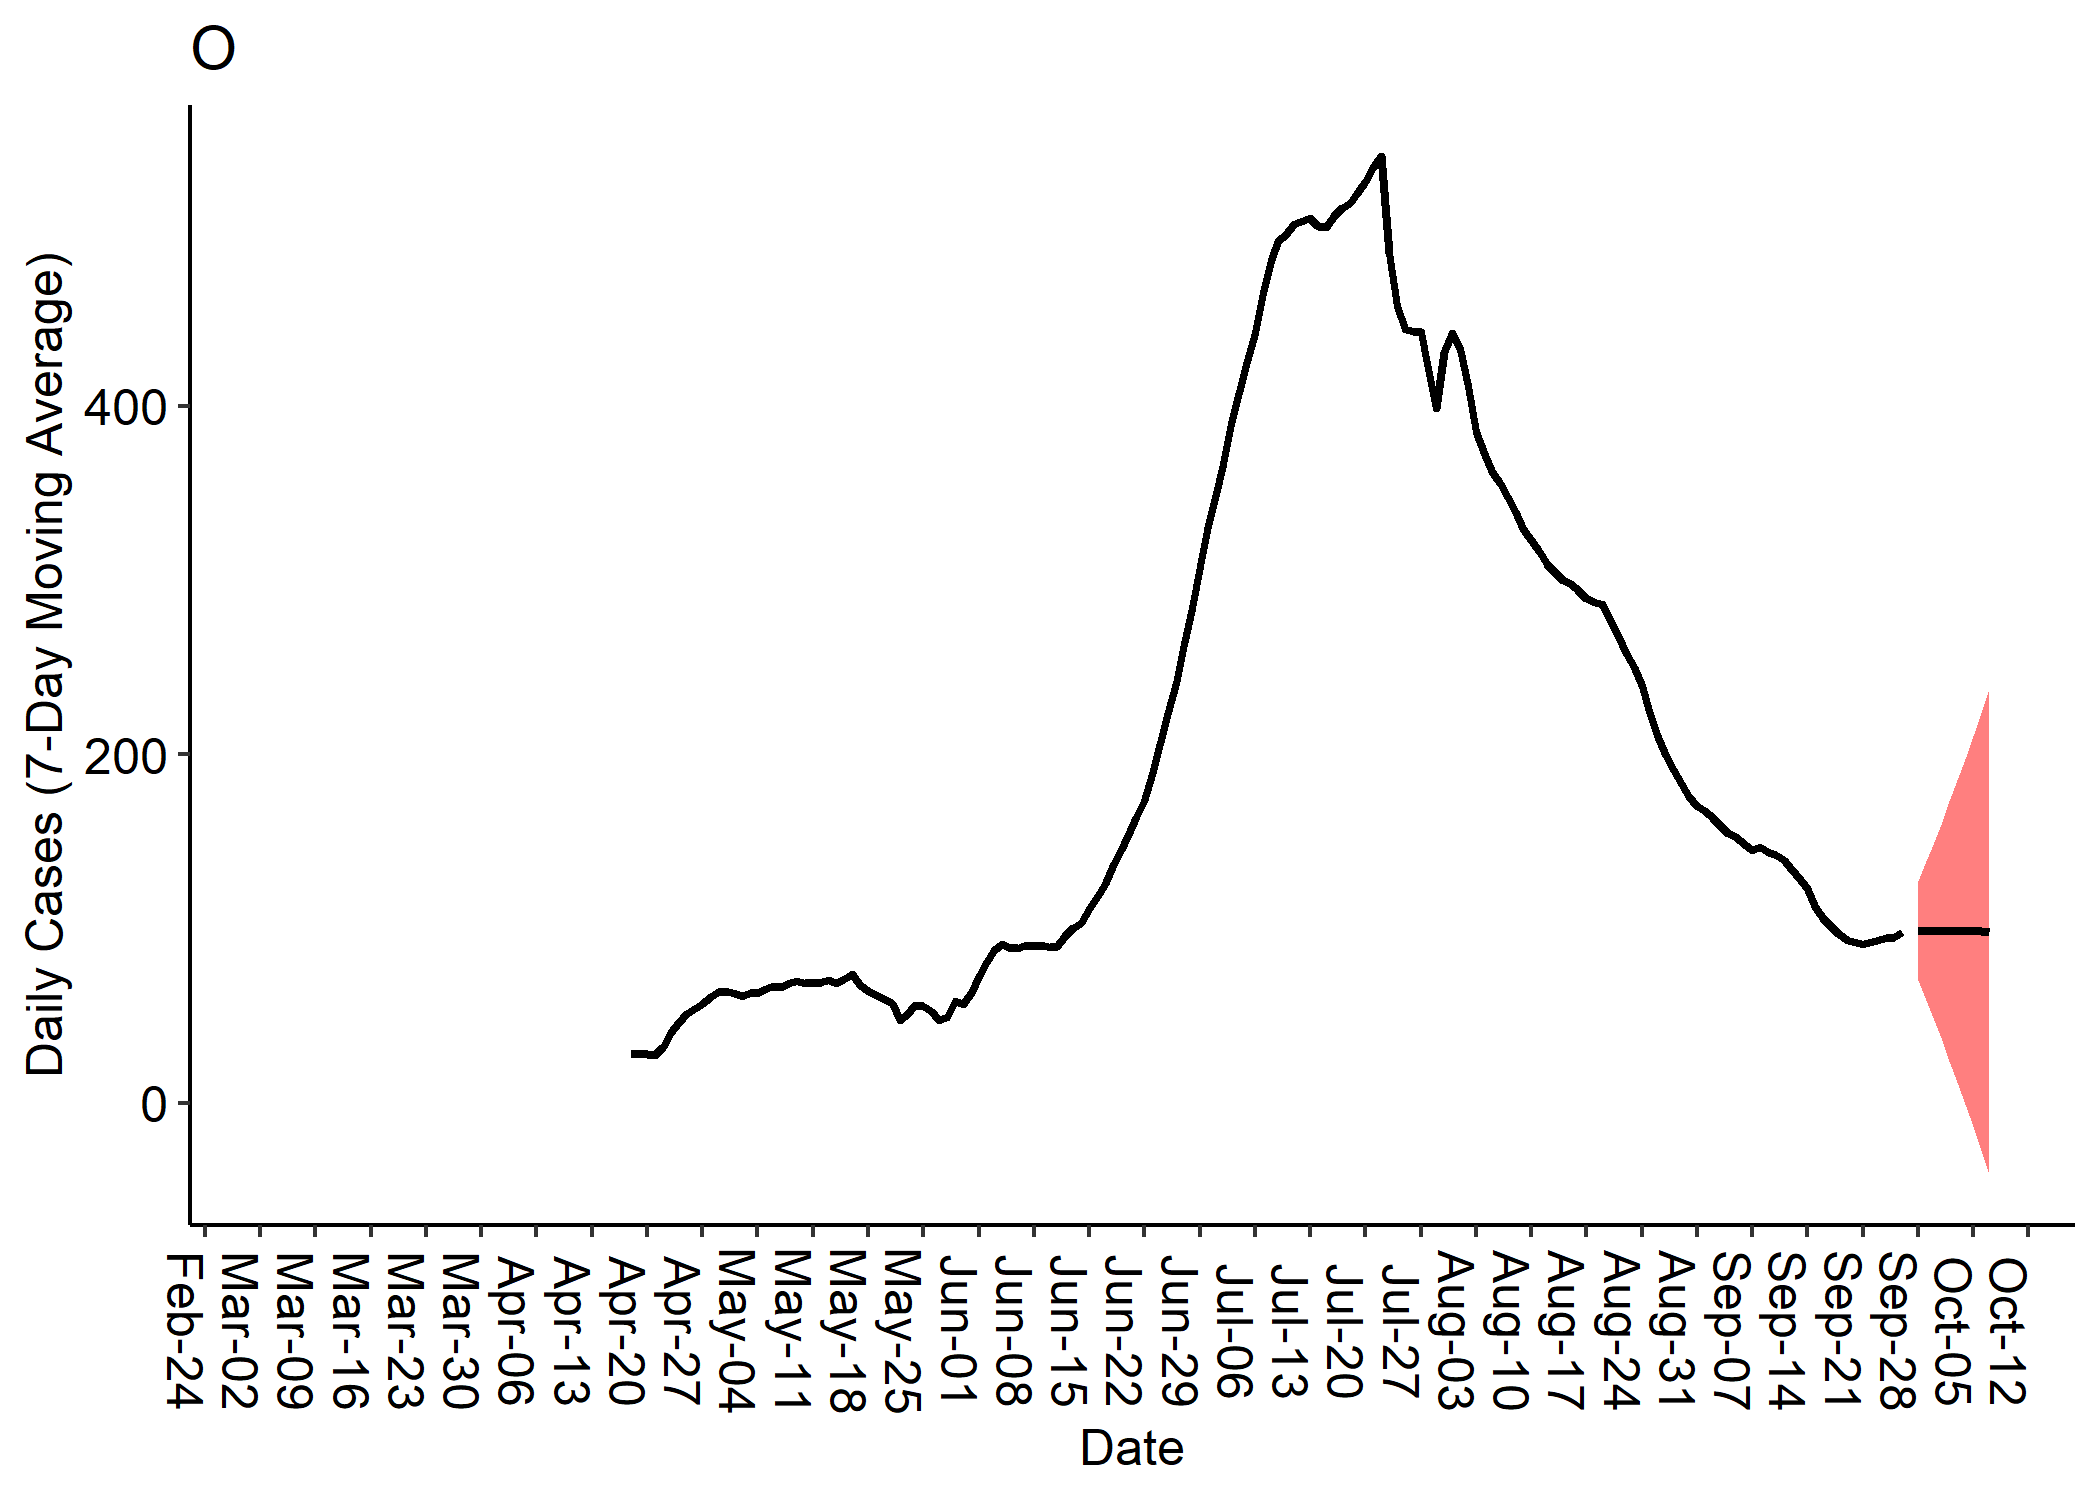 O
Daily Cases (7-Day Moving Average)
400
200
0
Feb-24
Mar-02
Mar-09
Mar-16
Mar-23
Mar-30
Apr-06
Apr-13
Apr-20
Apr-27
May-04
May-11
May-18
May-25
Jun-01
Jun-08
Jun-15
Jun-22
Jun-29
Jul-06
Jul-13
Jul-20
Jul-27
Aug-03
Aug-10
Aug-17
Aug-24
Aug-31
Sep-07
Sep-14
Sep-21
Sep-28
Oct-05
Oct-12
Date